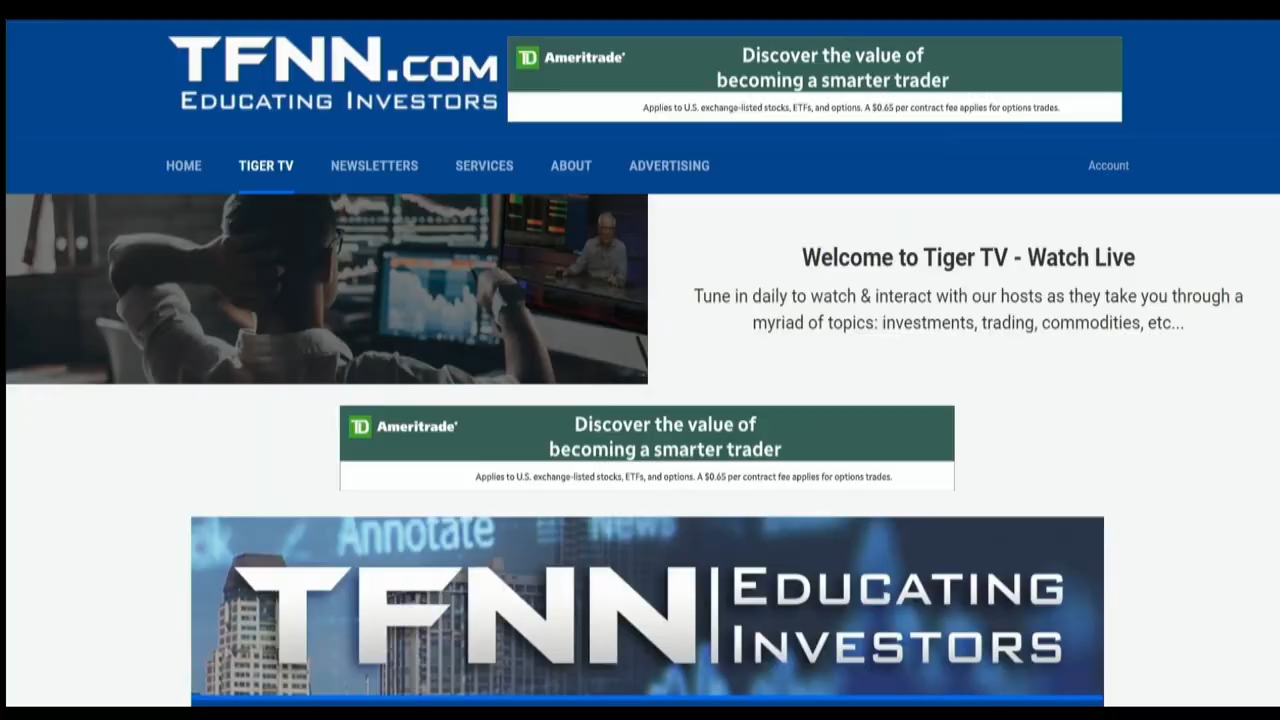 TFNN.COM
EDUCATING INVESTORS
TD Ameritrade®
Discover the value of
becoming a smarter trader
Applies to U.S. exchange-listed stocks, ETFs, and options. A $0.65 per contract fee applies for options trades.
HOME TIGER TV NEWSLETTERS SERVICES ABOUT ADVERTISING Account
Welcome to Tiger TV - Watch Live
Tune in daily to watch & interact with our hosts as they take you through a
myriad of topics: investments, trading, commodities, etc...
TD Ameritrade®
Discover the value of
becoming a smarter trader
Applies to U.S. exchange-listed stocks, ETFs, and options. A $0.65 per contract fee applies for options trades.
Annotate News
TFNN
EDUCATING
INVESTORS